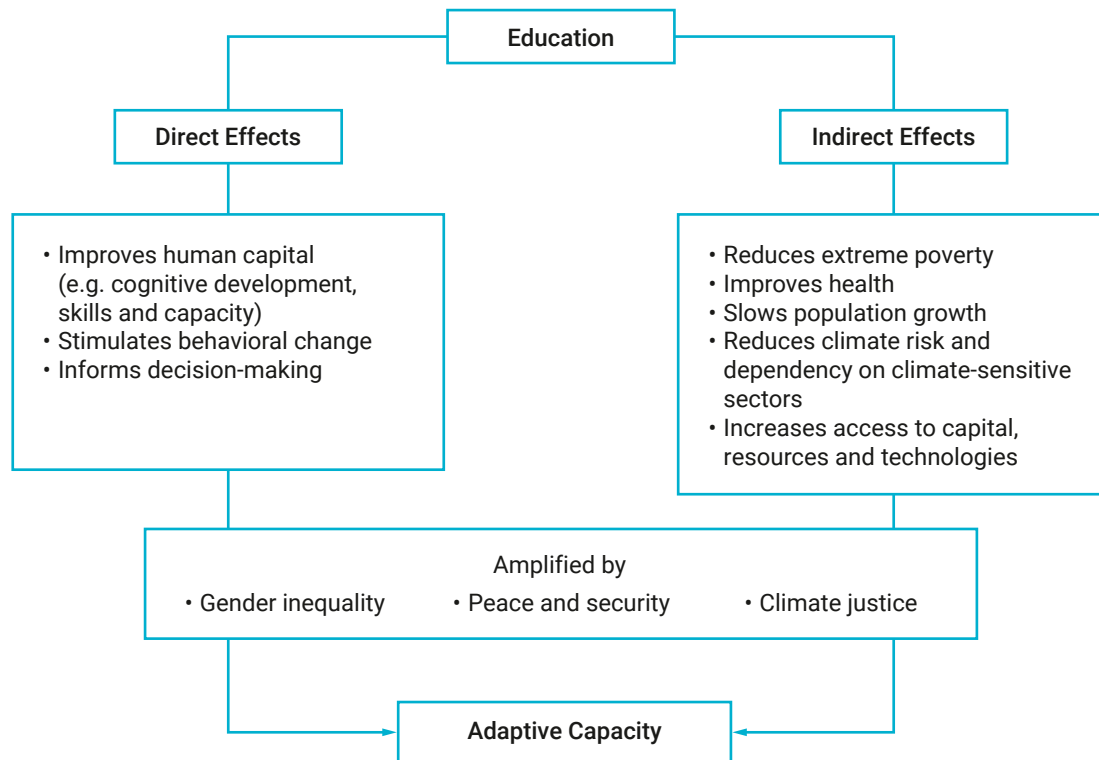 Education
Direct Effects
Indirect Effects
• Improves human capital
(e.g. cognitive development,
skills and capacity)
• Stimulates behavioral change
• Informs decision-making
• Reduces extreme poverty
• Improves health
• Slows population growth
• Reduces climate risk and
dependency on climate-sensitive
sectors
• Increases access to capital,
resources and technologies
Amplified by
• Gender inequality • Peace and security • Climate justice
Adaptive Capacity